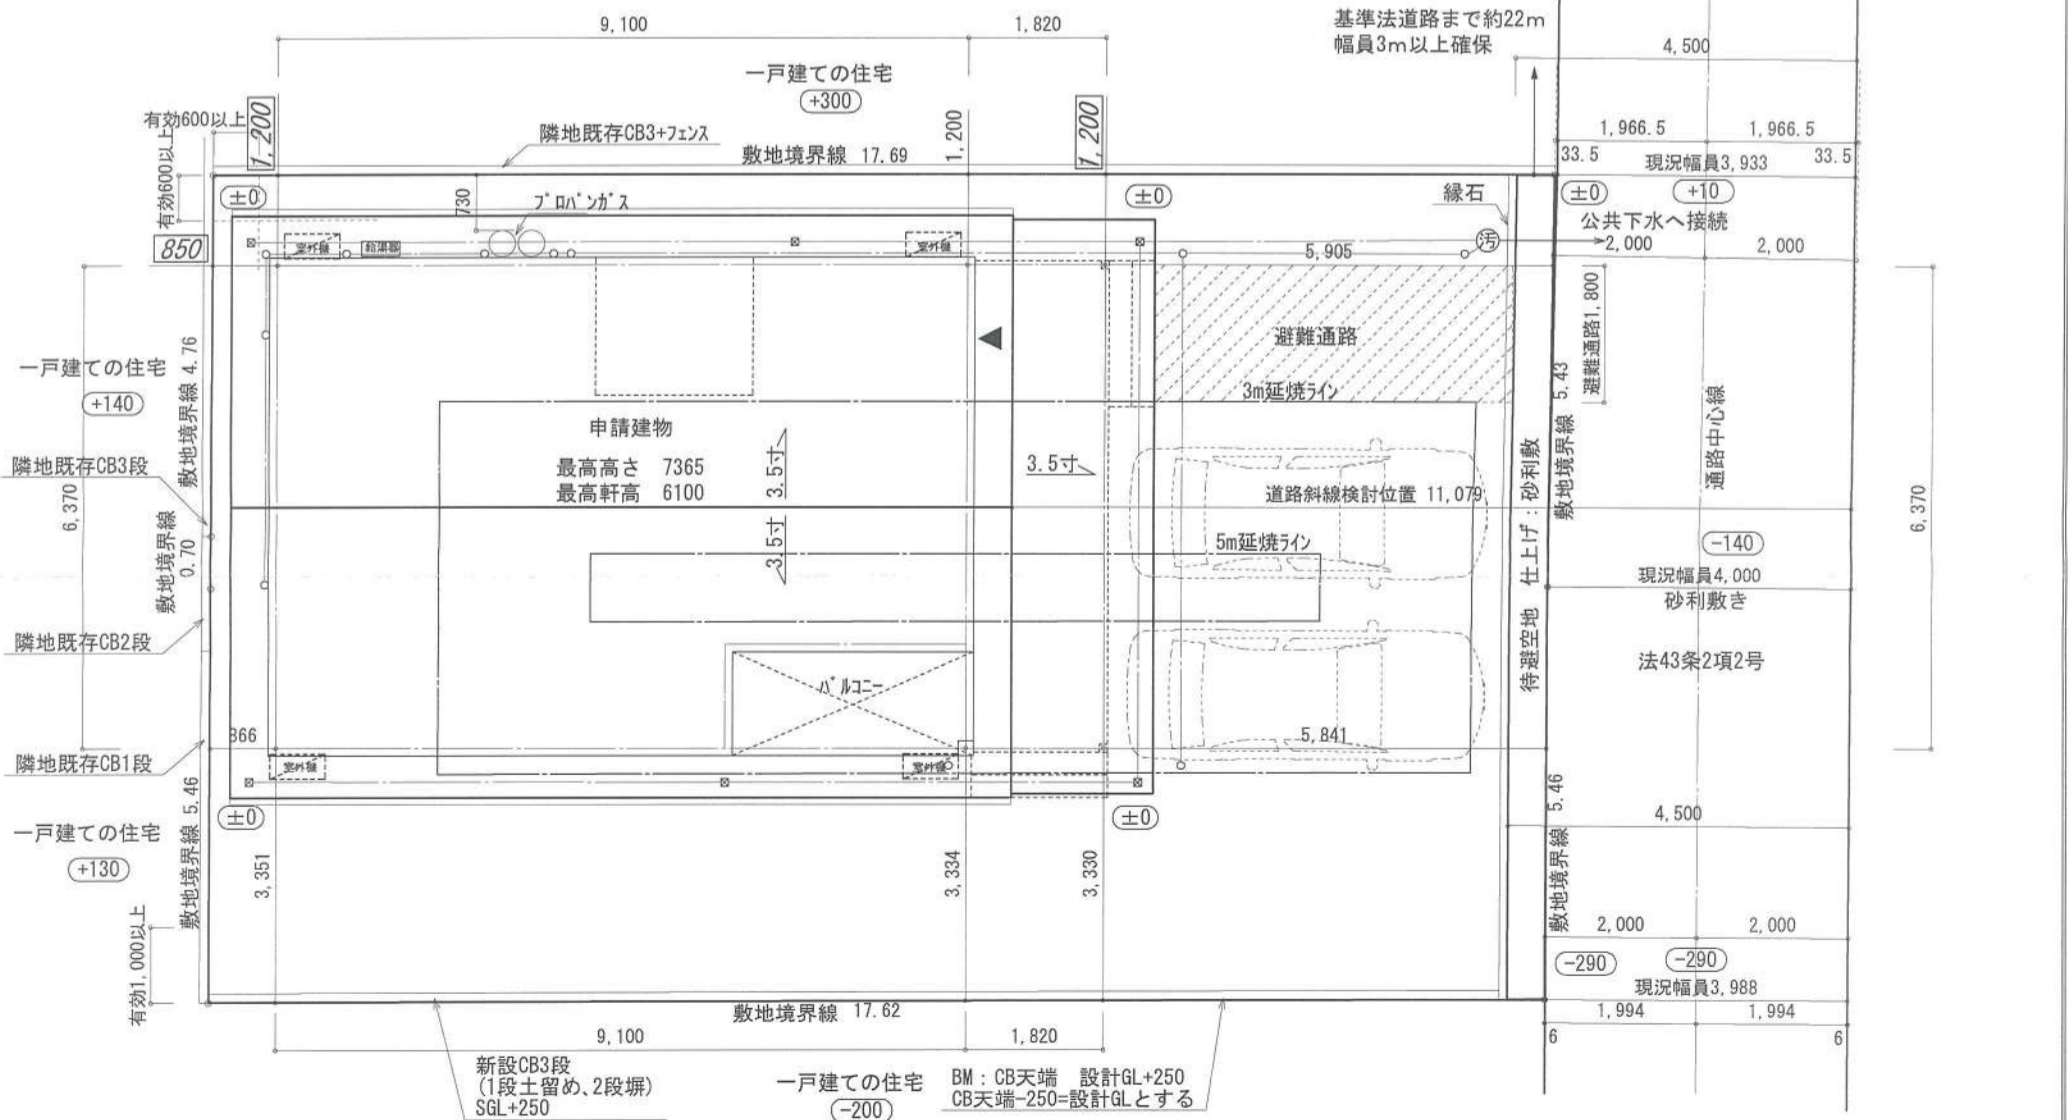 9,100
1,820
基準法道路まで約22m
幅員3m以上確保
4,500
一戸建ての住宅
+300
有効600以上
1,200
隣地既存CB3+フェンス
敷地境界線 17.69
1,200
1,200
1,966.5
1,966.5
33.5
現況幅員3,933
33.5
有効600以上
±0
730
プロパンガス
±0
縁石
±0
+10
公共下水へ接続
850
室外機
給湯器
室外機
5,905
汚
2,000
2,000
避難通路
避難通路1,800
3m延焼ライン
一戸建ての住宅
+140
敷地境界線 4.76
敷地境界線 5.43
通路中心線
申請建物
最高高さ 7365
最高軒高 6100
3.5寸
3.5寸
3.5寸
道路斜線検討位置 11,079
隣地既存CB3段
6,370
6,370
敷地境界線
0.70
5m延焼ライン
待避空地 仕上げ:砂利敷
-140
現況幅員4,000
砂利敷き
隣地既存CB2段
法43条2項2号
バルコニー
866
5,841
隣地既存CB1段
室外機
室外機
敷地境界線 5.46
敷地境界線 5.46
±0
±0
4,500
一戸建ての住宅
+130
3,351
3,334
3,330
有効1,000以上
2,000
2,000
-290
-290
現況幅員3,988
敷地境界線 17.62
1,994
1,994
9,100
1,820
6
6
新設CB3段
(1段土留め、2段塀)
SGL+250
一戸建ての住宅
-200
BM:CB天端 設計GL+250
CB天端-250=設計GLとする